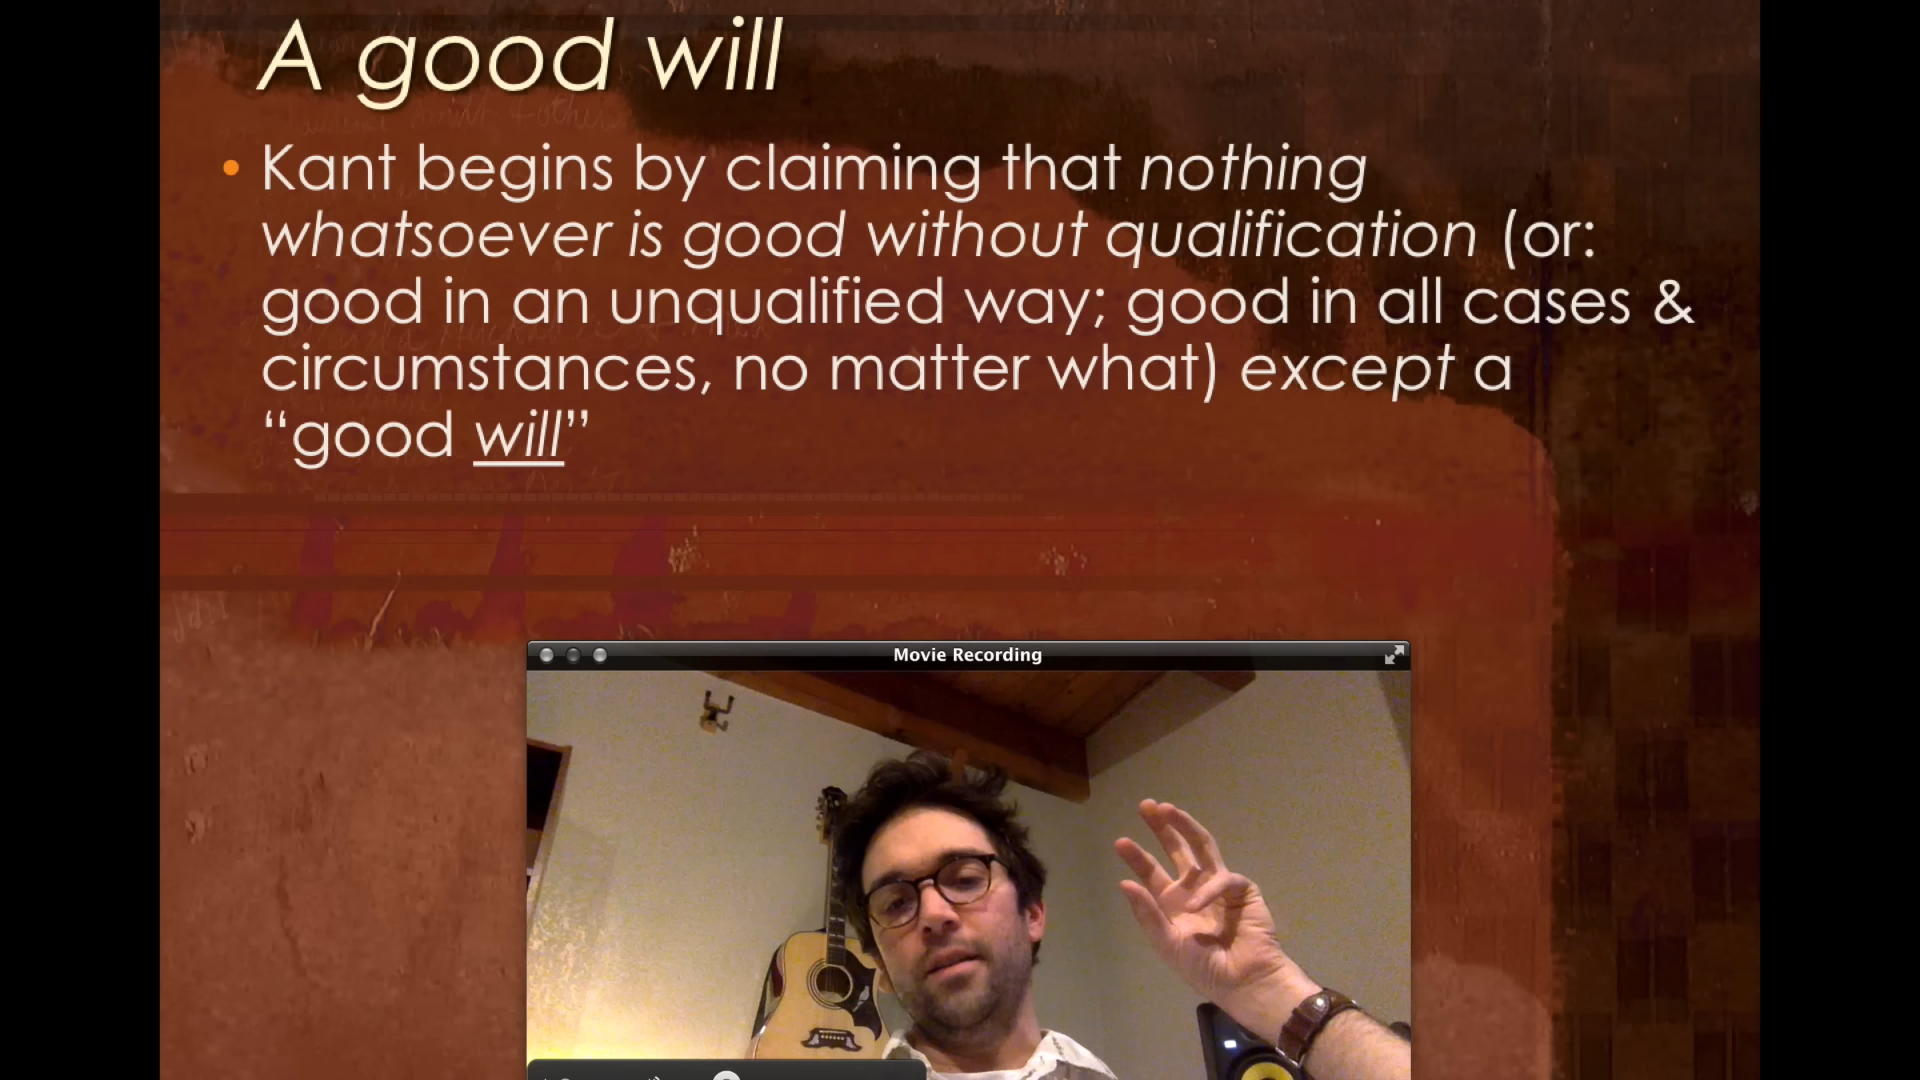 A good will
• Kant begins by claiming that nothing
whatsoever is good without qualification (or:
good in an unqualified way; good in all cases &
circumstances, no matter what) except a
“good will”
Movie Recording